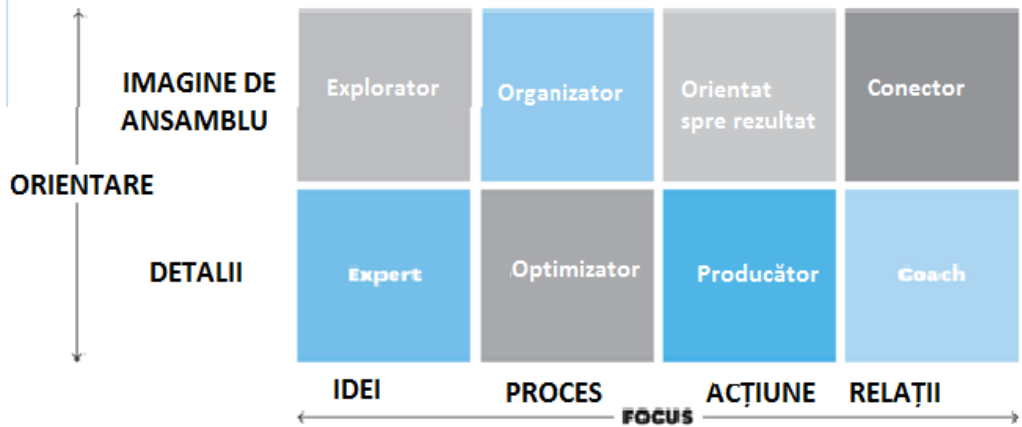 IMAGINE DE
ANSAMBLU
Explorator
Organizator
Orientat
spre rezultat
Conector
ORIENTARE
DETALII
Expert
Optimizator
Producător
Coach
IDEI
PROCES
ACȚIUNE
RELAȚII
FOCUS